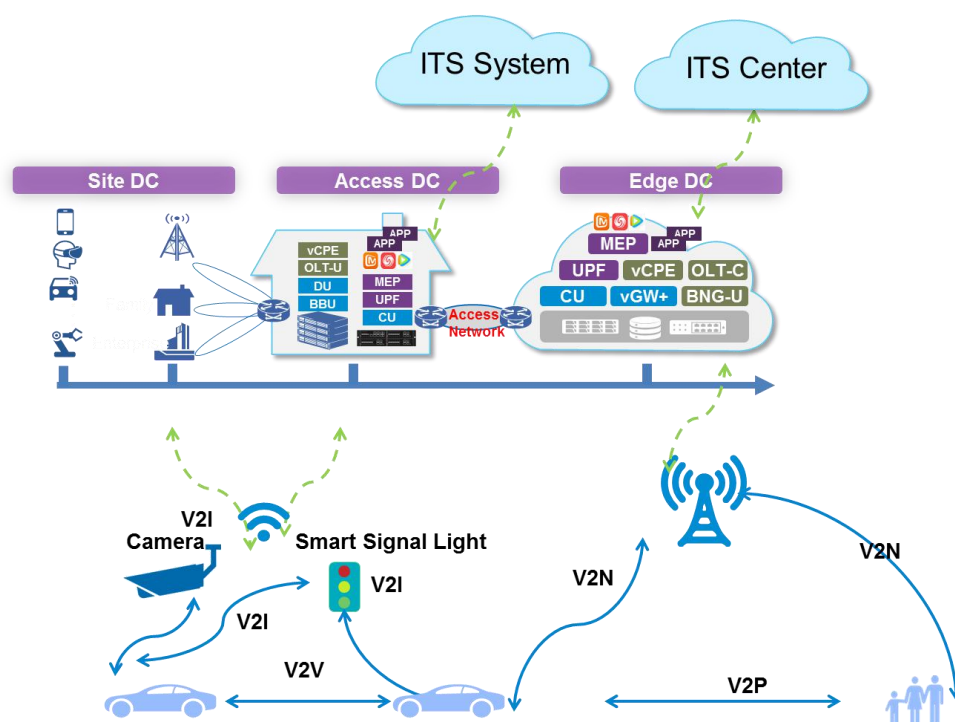 ITS System
ITS Center
Site DC
Access DC
Edge DC
vCPE
OLT-U
DU
BBU
APP
APP
MEP
UPF
CU
Access
Network
MEP
APP
APP
UPF
vCPE
OLT-C
CU
vGW+
BNG-U
V2I
Camera
Smart Signal Light
V2I
V2I
V2N
V2N
V2V
V2P